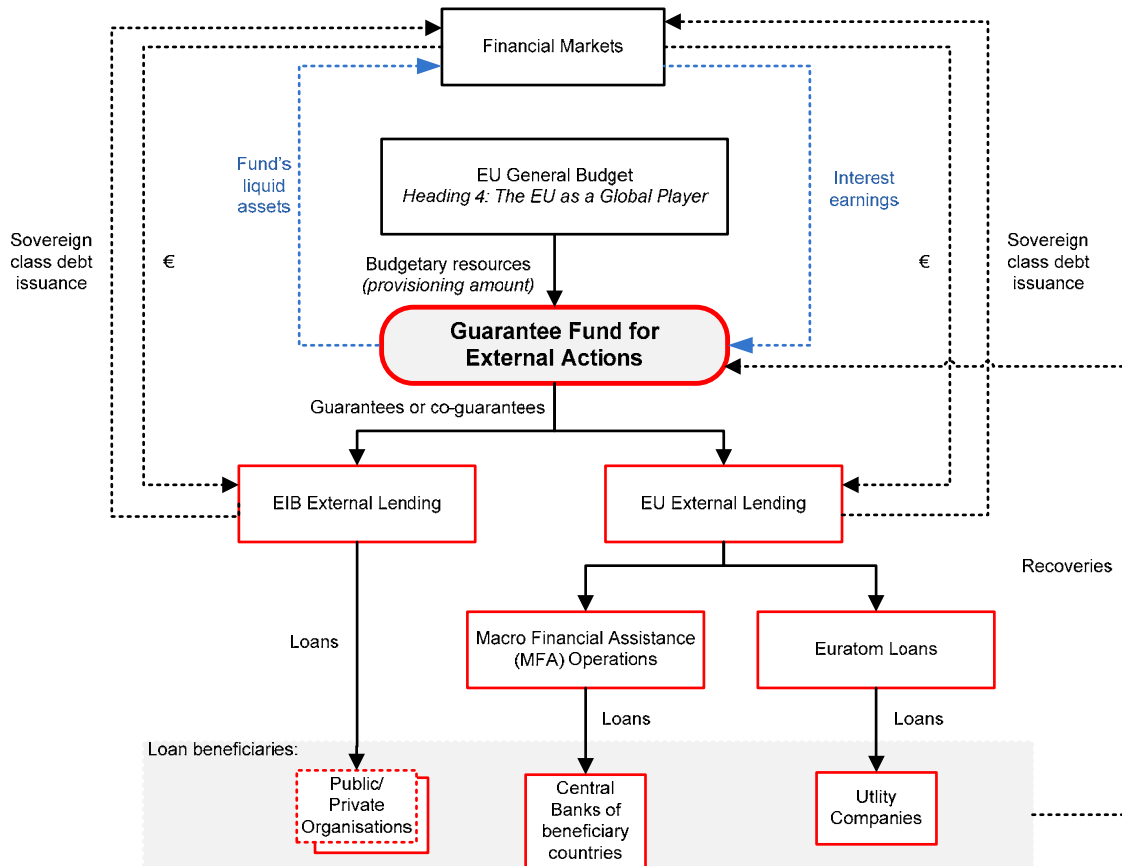 Financial Markets
Fund's
liquid
assets
EU General Budget
Heading 4: The EU as a Global Player
Interest
earnings
Sovereign
class debt
issuance
€
€
Sovereign
class debt
issuance
Budgetary resources
(provisioning amount)
Guarantee Fund for
External Actions
Guarantees or co-guarantees
EIB External Lending
EU External Lending
Recoveries
Loans
Macro Financial Assistance
(MFA) Operations
Euratom Loans
Loans
Loans
Loan beneficiaries:
Public/
Private
Organisations
Central
Banks of
beneficiary
countries
Utlity
Companies